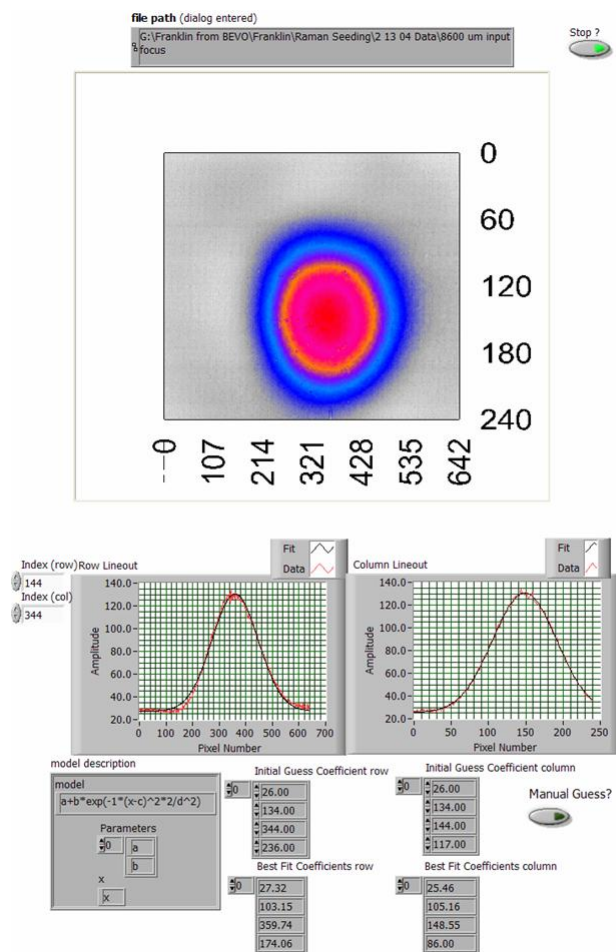 file path (dialog entered)
G:\Franklin from BEVO\Franklin\Raman Seeding\2 13 04 Data\8600 um input
focus
Stop ?
0
60
120
180
240
0
107
214
321
428
535
642
Index (row)
144
Index (col)
344
Row Lineout
Fit
Data
140.0
120.0
100.0
80.0
60.0
40.0
20.0
Amplitude
0 100 200 300 400 500 600 700
Pixel Number
Column Lineout
Fit
Data
140.0
120.0
100.0
80.0
60.0
40.0
20.0
Amplitude
0 50 100 150 200 250
Pixel Number
model description
model
a+b*exp(-1*(x-c)^2*2/d^2)
Parameters
0
a
b
x
x
Initial Guess Coefficient row
0
26.00
134.00
344.00
236.00
Best Fit Coefficients row
0
27.32
103.15
359.74
174.06
Initial Guess Coefficient column
0
26.00
134.00
144.00
117.00
Best Fit Coefficients column
0
25.46
105.16
148.55
86.00
Manual Guess?